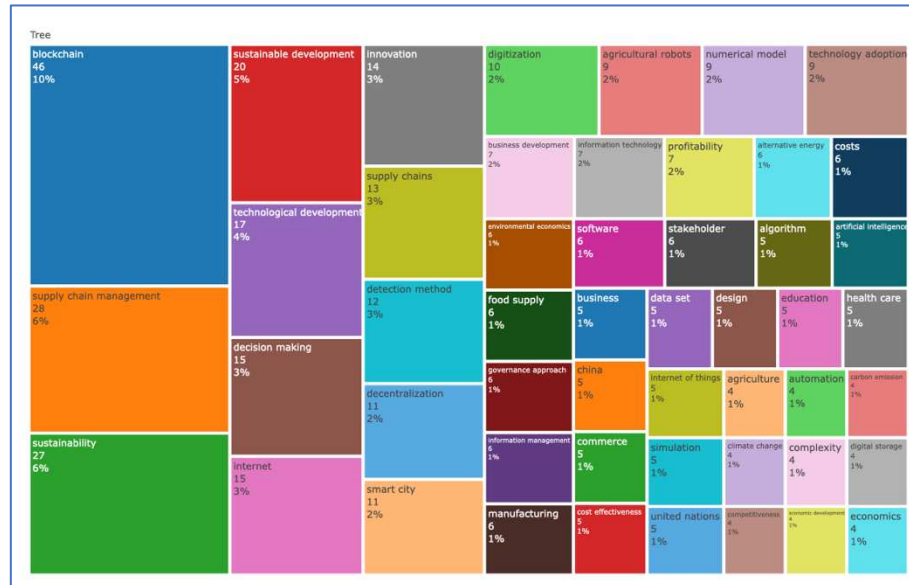 Tree
blockchain
46
10%
supply chain management
28
6%
sustainability
27
6%
sustainable development
20
5%
technological development
17
4%
decision making
15
3%
internet
15
3%
innovation
14
3%
supply chains
13
3%
detection method
12
3%
decentralization
11
2%
smart city
11
2%
digitization
10
2%
agricultural robots
9
2%
numerical model
9
2%
technology adoption
9
2%
business development
7
2%
information technology
7
2%
profitability
7
2%
alternative energy
6
1%
costs
6
1%
environmental economics
6
1%
software
6
1%
stakeholder
6
1%
algorithm
5
1%
artificial intelligence
5
1%
food supply
6
1%
business
5
1%
data set
5
1%
design
5
1%
education
5
1%
health care
5
1%
governance approach
6
1%
china
5
1%
internet of things
5
1%
agriculture
4
1%
automation
4
1%
carbon emission
4
1%
information management
6
1%
commerce
5
1%
simulation
5
1%
climate change
4
1%
complexity
4
1%
digital storage
4
1%
manufacturing
6
1%
cost effectiveness
5
1%
united nations
5
1%
competitiveness
4
1%
economic development
4
1%
economics
4
1%